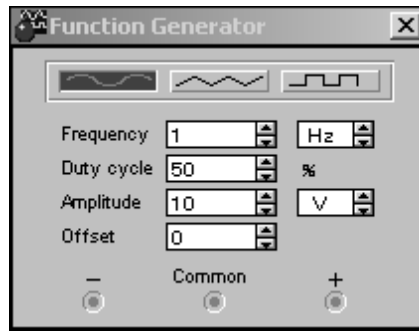 Function Generator
Frequency 1 Hz
Duty cycle 50 %
Amplitude 10 V
Offset 0
− Common +